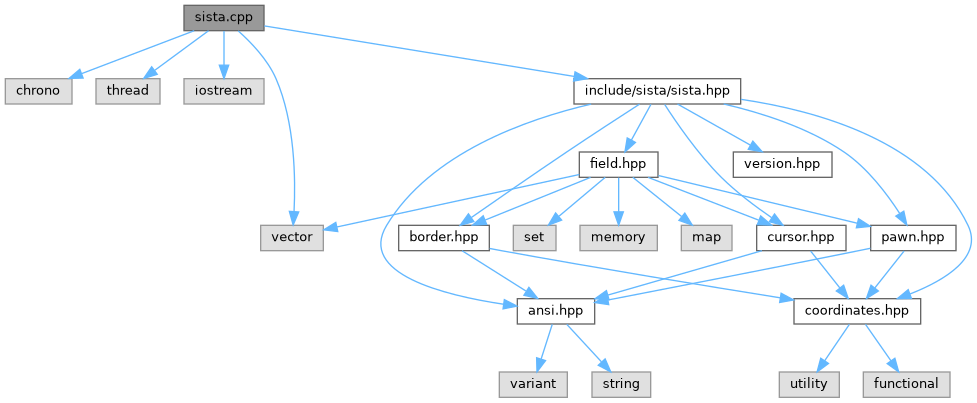 sista.cpp
chrono
thread
iostream
include/sista/sista.hpp
field.hpp
version.hpp
vector
border.hpp
set
memory
map
cursor.hpp
pawn.hpp
ansi.hpp
coordinates.hpp
variant
string
utility
functional